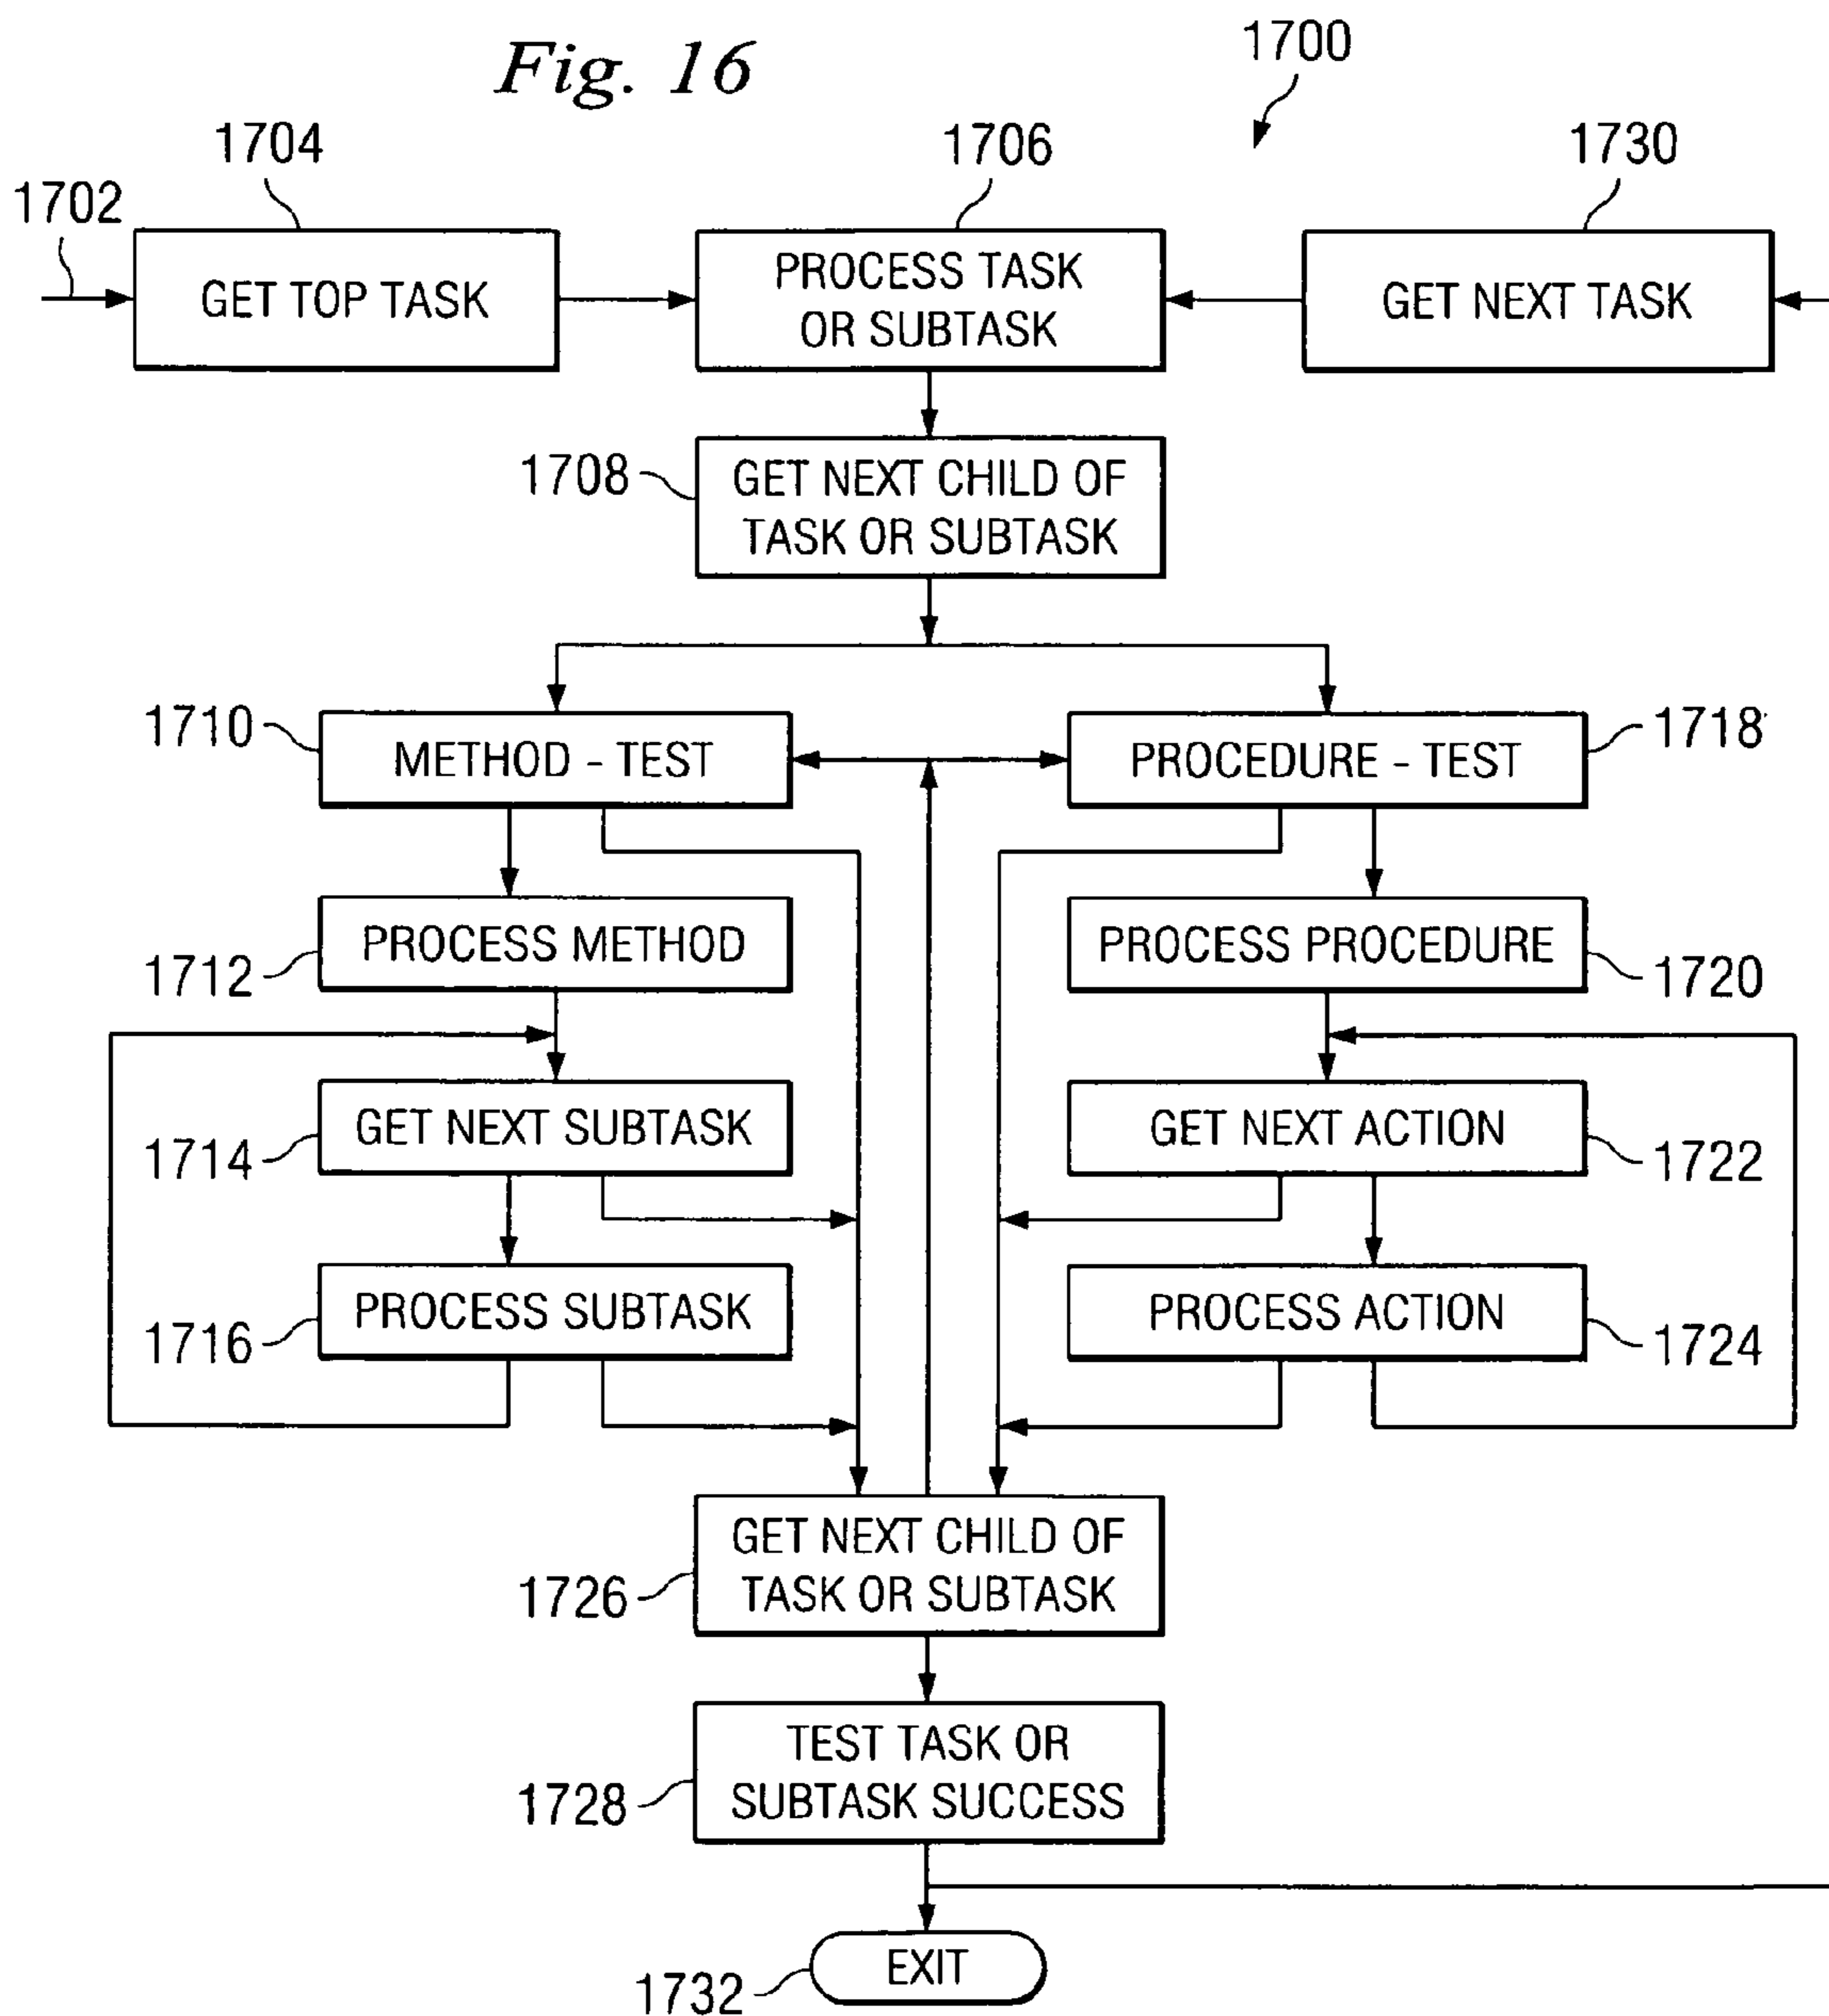 Fig. 16
1700
1704
1706
1730
1702
GET TOP TASK
PROCESS TASK
OR SUBTASK
GET NEXT TASK
1708
GET NEXT CHILD OF
TASK OR SUBTASK
1710
METHOD - TEST
PROCEDURE - TEST
1718
PROCESS METHOD
1712
PROCESS PROCEDURE
1720
GET NEXT SUBTASK
1714
GET NEXT ACTION
1722
PROCESS SUBTASK
1716
PROCESS ACTION
1724
GET NEXT CHILD OF
TASK OR SUBTASK
1726
TEST TASK OR
SUBTASK SUCCESS
1728
EXIT
1732